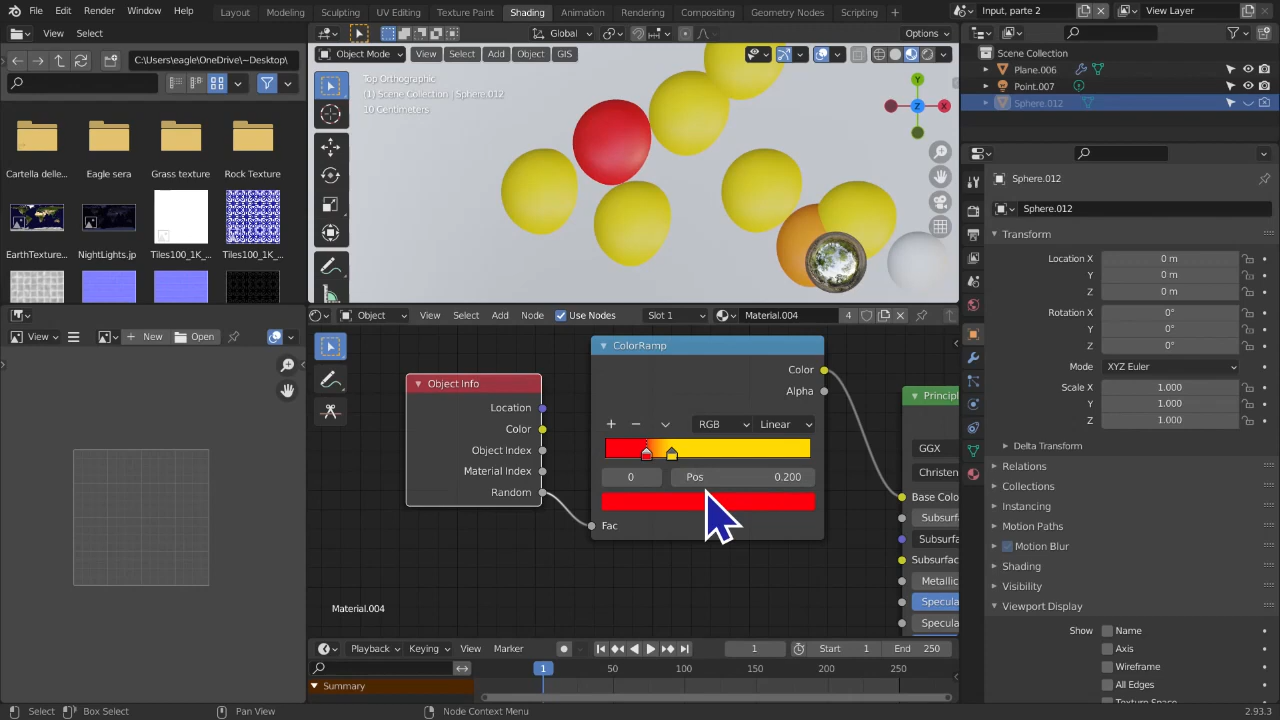 File Edit Render Window Help Layout Modeling Sculpting UV Editing Texture Paint Shading Animation Rendering Compositing Geometry Nodes Scripting + Input, parte 2 View Layer
View Select C:\Users\eagle\OneDrive\~Desktop\ Global Options
Object Mode View Select Add Object GIS
Top Orthographic
(1) Scene Collection | Sphere.012
10 Centimeters
Y
Z
X
Scene Collection
Plane.006
Point.007
Sphere.012
Cartella delle... Eagle sera Grass texture Rock Texture
EarthTexture... NightLights.jp Tiles100_1K_... Tiles100_1K_...
Sphere.012
Sphere.012
Transform
Location X 0 m
Y 0 m
Z 0 m
Rotation X 0°
Y 0°
Z 0°
Mode XYZ Euler
Scale X 1.000
Y 1.000
Z 1.000
Delta Transform
Relations
Collections
Instancing
Motion Paths
Motion Blur
Shading
Visibility
Viewport Display
Show Name
Axis
Wireframe
All Edges
Texture Space
View New Open
Object View Select Add Node Use Nodes Slot 1 Material.004 4
Object Info
Location
Color
Object Index
Material Index
Random
ColorRamp
Color
Alpha
RGB Linear
0 Pos 0.200
Fac
Princip
GGX
Christen
Base Colo
Subsurf
Subsurf
Subsurfa
Metallic
Specula
Specula
Material.004
Playback Keying View Marker 1 Start 1 End 250
1 50 100 150 200 250
Summary
Select Box Select Pan View Node Context Menu 2.93.3